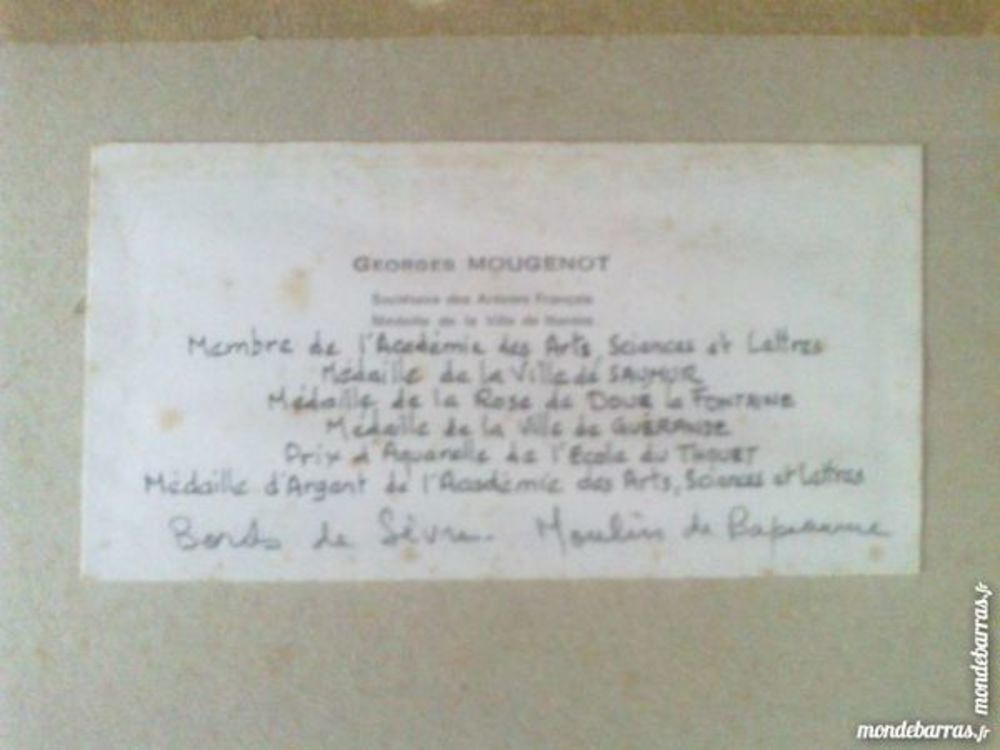 GEORGES MOUGENOT
Sociétaire des Artistes Français
Médaille de la Ville de Nantes
Membre de l'Académie des Arts, Sciences et Lettres
Médaille de la Ville de SAUMUR
Médaille de la Rose de DOUÉ la FONTAINE
Médaille de la Ville de GUÉRANDE
Prix d'Aquarelle de l'Ecole du THOUET
Médaille d'Argent de l'Académie des Arts, Sciences et Lettres
Bords de Sèvre. Moulin de
mondebarras.fr
mondebarras.fr